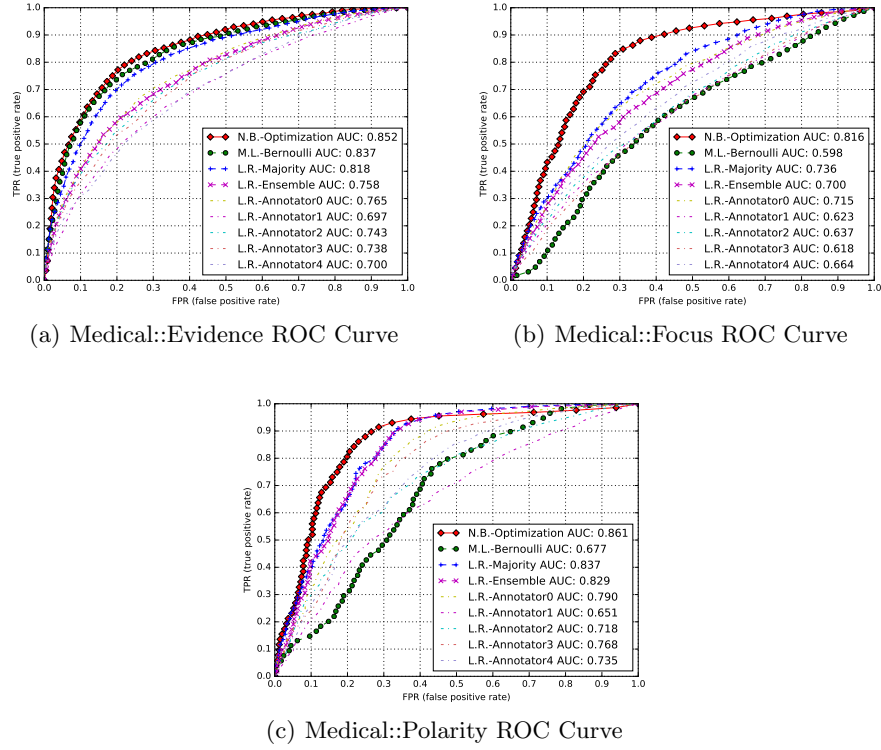 1.0
0.9
0.8
0.7
0.6
0.5
0.4
0.3
0.2
0.1
0.0
TPR (true positive rate)
N.B.-Optimization AUC: 0.852
M.L.-Bernoulli AUC: 0.837
L.R.-Majority AUC: 0.818
L.R.-Ensemble AUC: 0.758
L.R.-Annotator0 AUC: 0.765
L.R.-Annotator1 AUC: 0.697
L.R.-Annotator2 AUC: 0.743
L.R.-Annotator3 AUC: 0.738
L.R.-Annotator4 AUC: 0.700
0.0 0.1 0.2 0.3 0.4 0.5 0.6 0.7 0.8 0.9 1.0
FPR (false positive rate)
(a) Medical::Evidence ROC Curve
1.0
0.9
0.8
0.7
0.6
0.5
0.4
0.3
0.2
0.1
0.0
TPR (true positive rate)
N.B.-Optimization AUC: 0.816
M.L.-Bernoulli AUC: 0.598
L.R.-Majority AUC: 0.736
L.R.-Ensemble AUC: 0.700
L.R.-Annotator0 AUC: 0.715
L.R.-Annotator1 AUC: 0.623
L.R.-Annotator2 AUC: 0.637
L.R.-Annotator3 AUC: 0.618
L.R.-Annotator4 AUC: 0.664
0.0 0.1 0.2 0.3 0.4 0.5 0.6 0.7 0.8 0.9 1.0
FPR (false positive rate)
(b) Medical::Focus ROC Curve
1.0
0.9
0.8
0.7
0.6
0.5
0.4
0.3
0.2
0.1
0.0
TPR (true positive rate)
N.B.-Optimization AUC: 0.861
M.L.-Bernoulli AUC: 0.677
L.R.-Majority AUC: 0.837
L.R.-Ensemble AUC: 0.829
L.R.-Annotator0 AUC: 0.790
L.R.-Annotator1 AUC: 0.651
L.R.-Annotator2 AUC: 0.718
L.R.-Annotator3 AUC: 0.768
L.R.-Annotator4 AUC: 0.735
0.0 0.1 0.2 0.3 0.4 0.5 0.6 0.7 0.8 0.9 1.0
FPR (false positive rate)
(c) Medical::Polarity ROC Curve